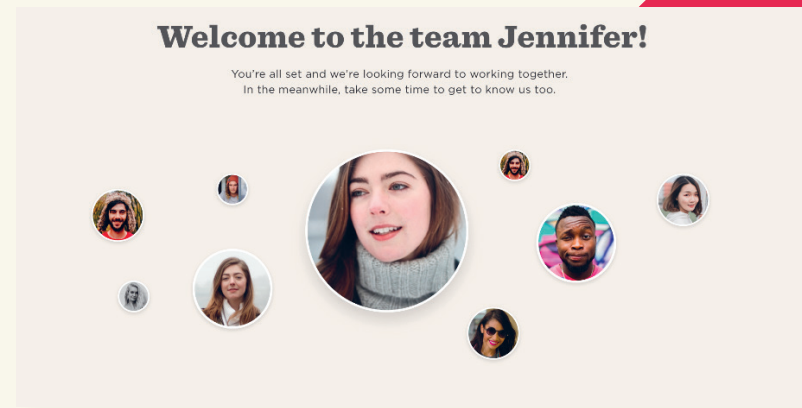 Welcome to the team Jennifer!
You're all set and we're looking forward to working together.
In the meanwhile, take some time to get to know us too.